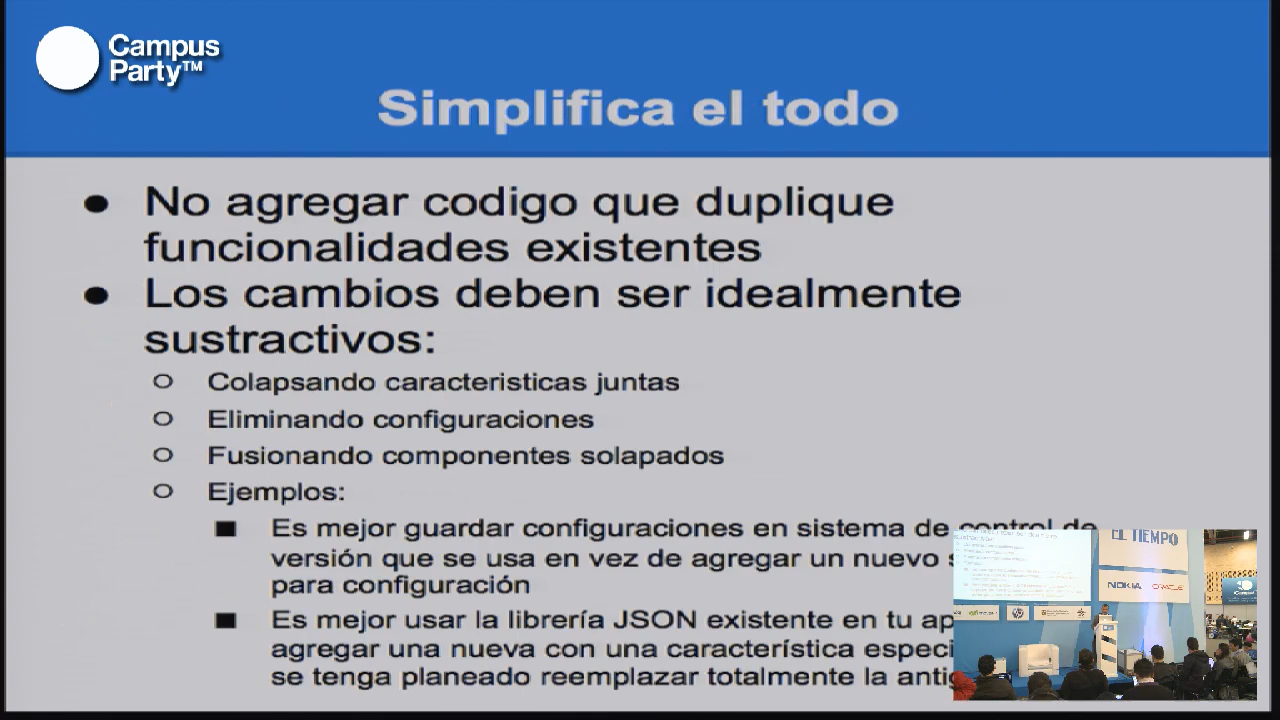 Campus
Party™
Simplifica el todo
No agregar codigo que duplique
funcionalidades existentes
Los cambios deben ser idealmente
sustractivos:
Colapsando caracteristicas juntas
Eliminando configuraciones
Fusionando componentes solapados
Ejemplos:
Es mejor guardar configuraciones en sistema de control de
versión que se usa en vez de agregar un nuevo
para configuración
Es mejor usar la librería JSON existente en tu
agregar una nueva con una característica
se tenga planeado reemplazar totalmente la
EL TIEMPO
NOKIA ORACLE